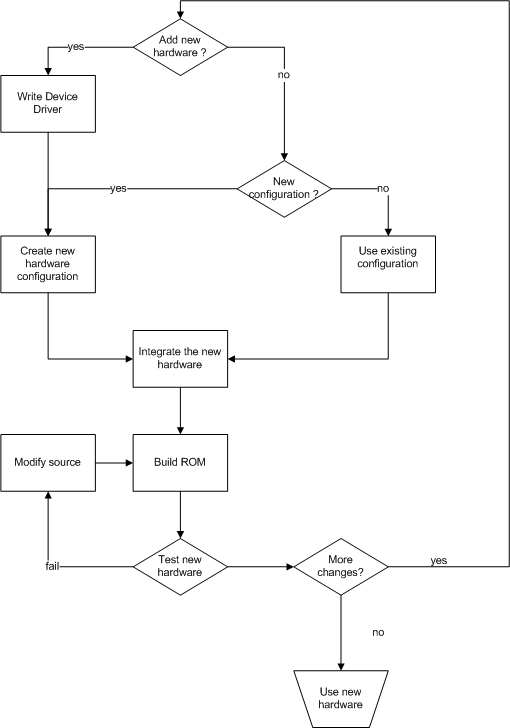 Add new
hardware ?
yes
no
Write Device
Driver
New
configuration ?
yes
no
Create new
hardware
configuration
Use existing
configuration
Integrate the new
hardware
Modify source
Build ROM
Test new
hardware
fail
More
changes?
yes
no
Use new
hardware